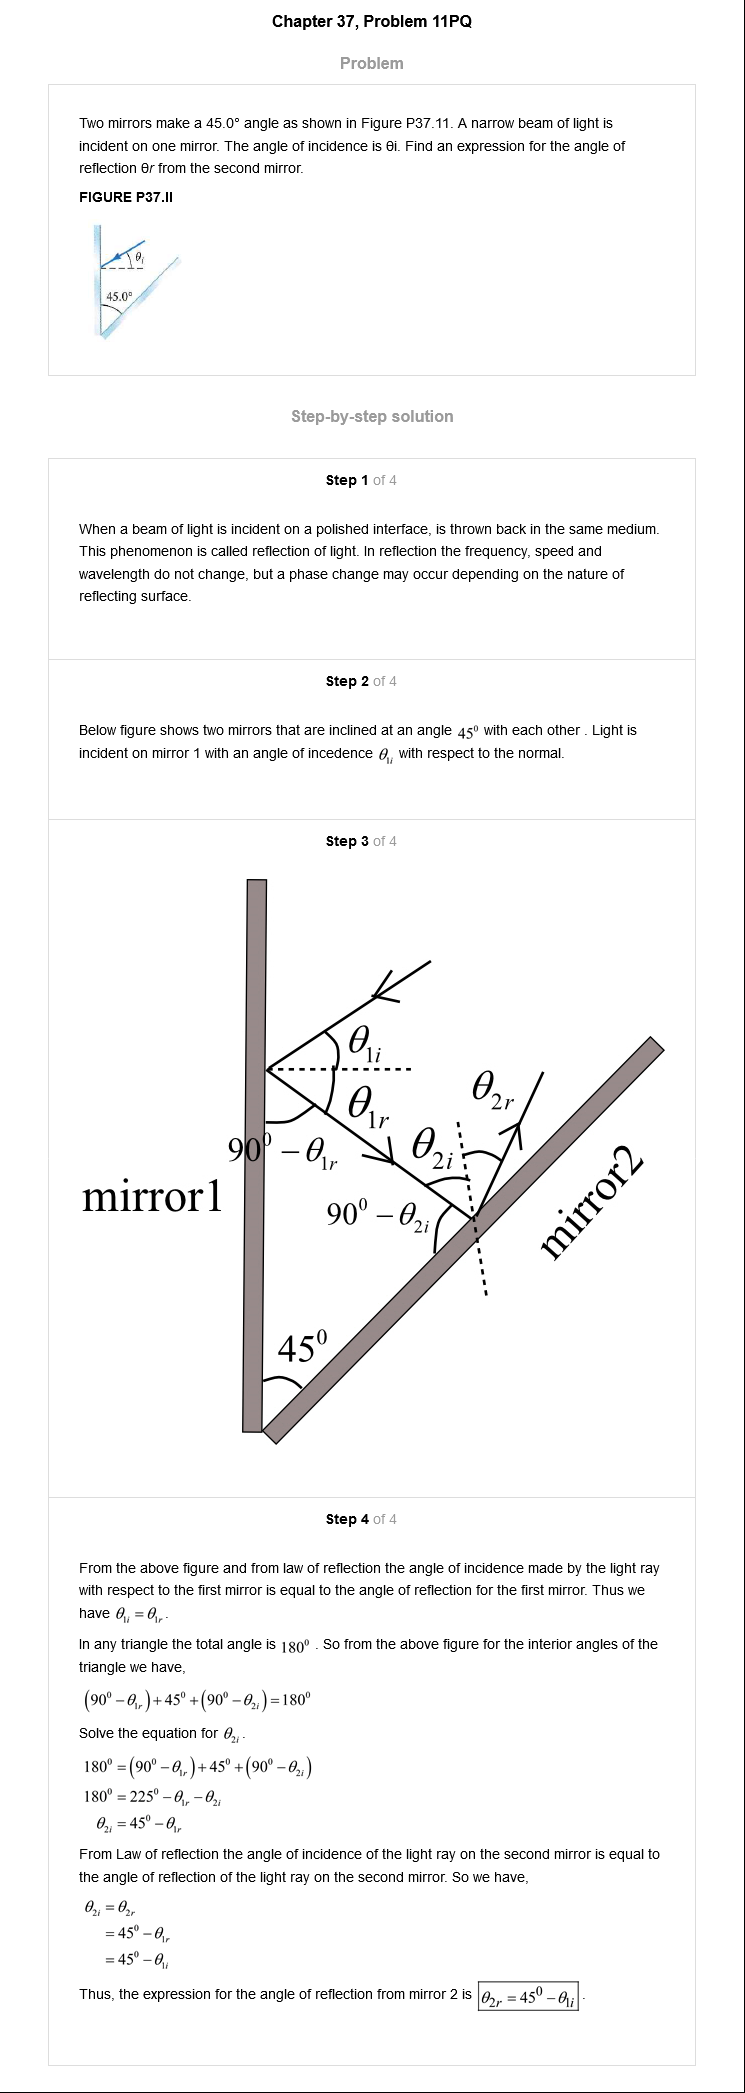 Chapter 37, Problem 11PQ
Problem
Two mirrors make a 45.0° angle as shown in Figure P37.11. A narrow beam of light is
incident on one mirror. The angle of incidence is θi. Find an expression for the angle of
reflection θr from the second mirror.
FIGURE P37.II
θi
45.0°
Step-by-step solution
Step 1 of 4
When a beam of light is incident on a polished interface, is thrown back in the same medium.
This phenomenon is called reflection of light. In reflection the frequency, speed and
wavelength do not change, but a phase change may occur depending on the nature of
reflecting surface.
Step 2 of 4
Below figure shows two mirrors that are inclined at an angle 45⁰ with each other . Light is
incident on mirror 1 with an angle of incedence θ₁ᵢ with respect to the normal.
Step 3 of 4
θ₁ᵢ
θ₁ᵣ
θ₂ᵣ
90⁰ − θ₁ᵣ
θ₂ᵢ
mirror1
90⁰ − θ₂ᵢ
mirror2
45⁰
Step 4 of 4
From the above figure and from law of reflection the angle of incidence made by the light ray
with respect to the first mirror is equal to the angle of reflection for the first mirror. Thus we
have θ₁ᵢ = θ₁ᵣ .
In any triangle the total angle is 180⁰ . So from the above figure for the interior angles of the
triangle we have,
(90⁰ − θ₁ᵣ) + 45⁰ + (90⁰ − θ₂ᵢ) = 180⁰
Solve the equation for θ₂ᵢ .
180⁰ = (90⁰ − θ₁ᵣ) + 45⁰ + (90⁰ − θ₂ᵢ)
180⁰ = 225⁰ − θ₁ᵣ − θ₂ᵢ
θ₂ᵢ = 45⁰ − θ₁ᵣ
From Law of reflection the angle of incidence of the light ray on the second mirror is equal to
the angle of reflection of the light ray on the second mirror. So we have,
θ₂ᵢ = θ₂ᵣ
= 45⁰ − θ₁ᵣ
= 45⁰ − θ₁ᵢ
Thus, the expression for the angle of reflection from mirror 2 is θ₂ᵣ = 45⁰ − θ₁ᵢ .